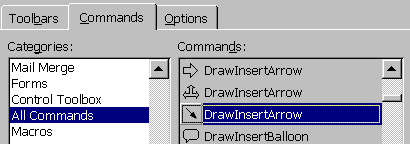 Toolbars Commands Options
Categories: Commands:
Mail Merge
Forms
Control Toolbox
All Commands
Macros
DrawInsertArrow
DrawInsertArrow
DrawInsertArrow
DrawInsertBalloon